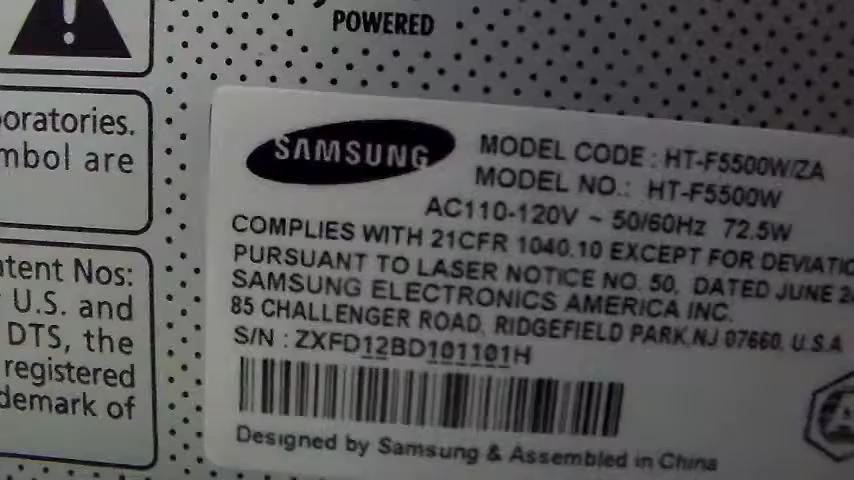 POWERED
oratories.
mbol are
tent Nos:
U.S. and
DTS, the
registered
demark of
SAMSUNG
MODEL CODE : HT-F5500W/ZA
MODEL NO.: HT-F5500W
AC110-120V ~ 50/60Hz 72.5W
COMPLIES WITH 21CFR 1040.10 EXCEPT FOR DEVIATIO
PURSUANT TO LASER NOTICE NO. 50, DATED JUNE 2
SAMSUNG ELECTRONICS AMERICA INC.
85 CHALLENGER ROAD, RIDGEFIELD PARK,NJ 07660, U.S.A
S/N : ZXFD12BD101101H
Designed by Samsung & Assembled in China